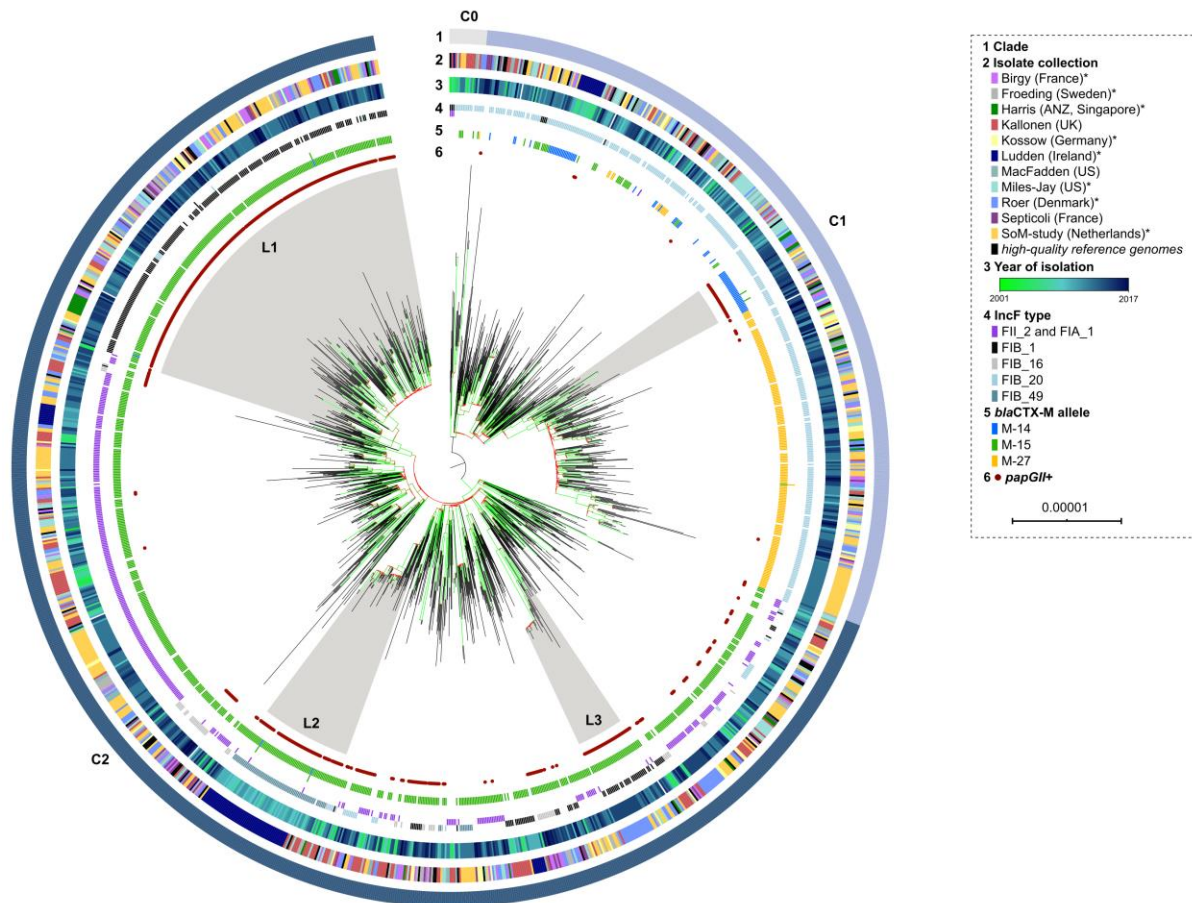 C0
1
2
3
4
5
6
C1
L1
L2
L3
C2
1 Clade
2 Isolate collection
Birgy (France)*
Froeding (Sweden)*
Harris (ANZ, Singapore)*
Kallonen (UK)
Kossow (Germany)*
Ludden (Ireland)*
MacFadden (US)
Miles-Jay (US)*
Roer (Denmark)*
Septicoli (France)
SoM-study (Netherlands)*
high-quality reference genomes
3 Year of isolation
2001 2017
4 IncF type
FII_2 and FIA_1
FIB_1
FIB_16
FIB_20
FIB_49
5 blaCTX-M allele
M-14
M-15
M-27
6 papGII+
0.00001